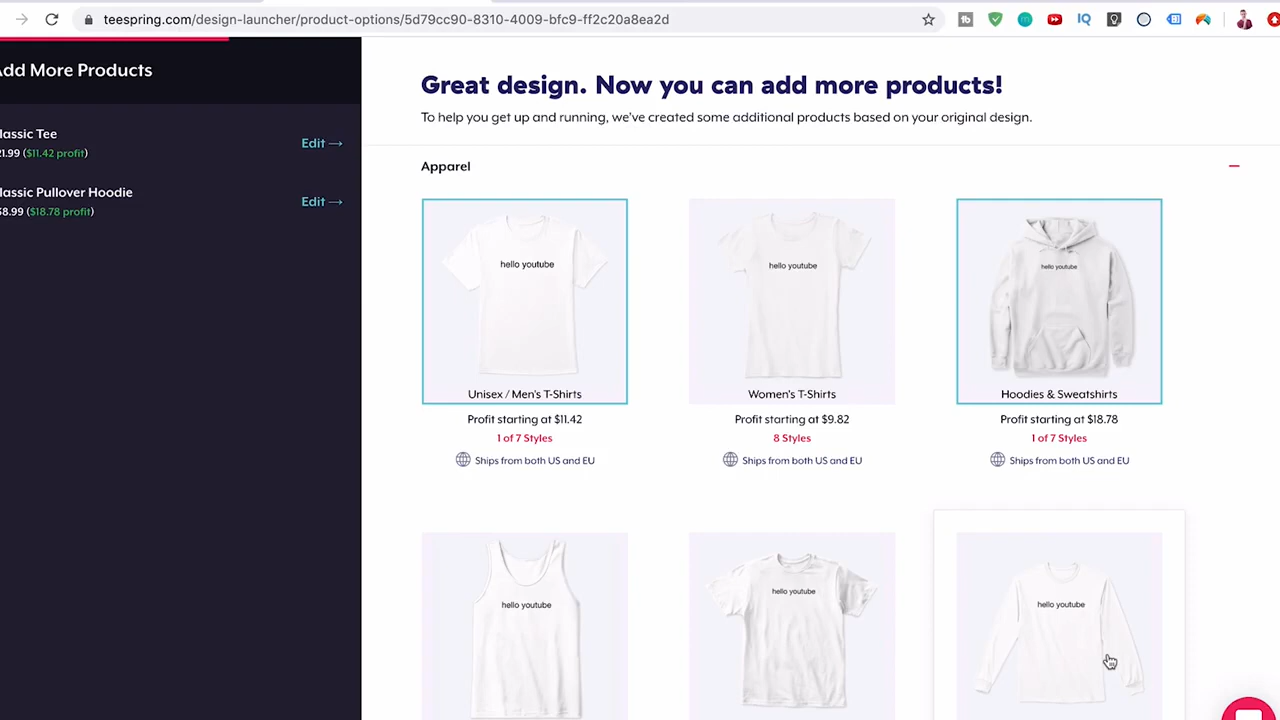 teespring.com/design-launcher/product-options/5d79cc90-8310-4009-bfc9-ff2c20a8ea2d
IQ
dd More Products
lassic Tee
1.99 ($11.42 profit)
Edit →
lassic Pullover Hoodie
8.99 ($18.78 profit)
Edit →
Great design. Now you can add more products!
To help you get up and running, we've created some additional products based on your original design.
Apparel
hello youtube
hello youtube
hello youtube
Unisex / Men's T-Shirts
Women's T-Shirts
Hoodies & Sweatshirts
Profit starting at $11.42
Profit starting at $9.82
Profit starting at $18.78
1 of 7 Styles
8 Styles
1 of 7 Styles
Ships from both US and EU
Ships from both US and EU
Ships from both US and EU
hello youtube
hello youtube
hello youtube